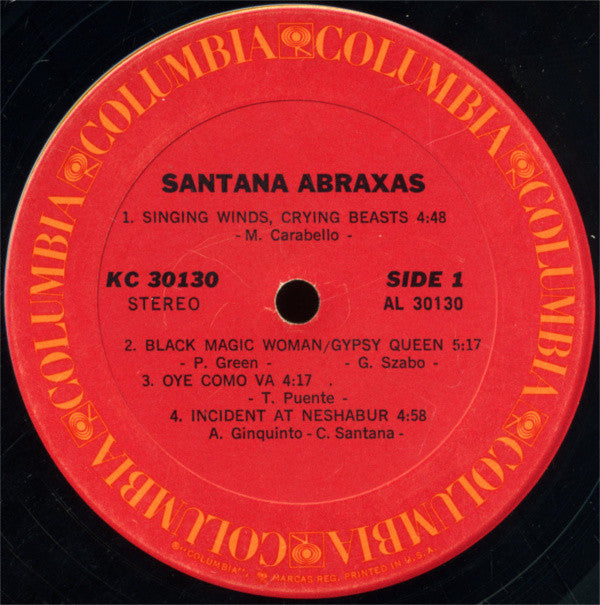 COLUMBIA COLUMBIA COLUMBIA COLUMBIA COLUMBIA COLUMBIA
SANTANA ABRAXAS
1. SINGING WINDS, CRYING BEASTS 4:48
- M. Carabello -
KC 30130 SIDE 1
STEREO AL 30130
2. BLACK MAGIC WOMAN/GYPSY QUEEN 5:17
- P. Green - - G. Szabo -
3. OYE COMO VA 4:17
- T. Puente -
4. INCIDENT AT NESHABUR 4:58
A. Ginquinto - C. Santana -
® "COLUMBIA", MARCAS REG. PRINTED IN U.S.A.